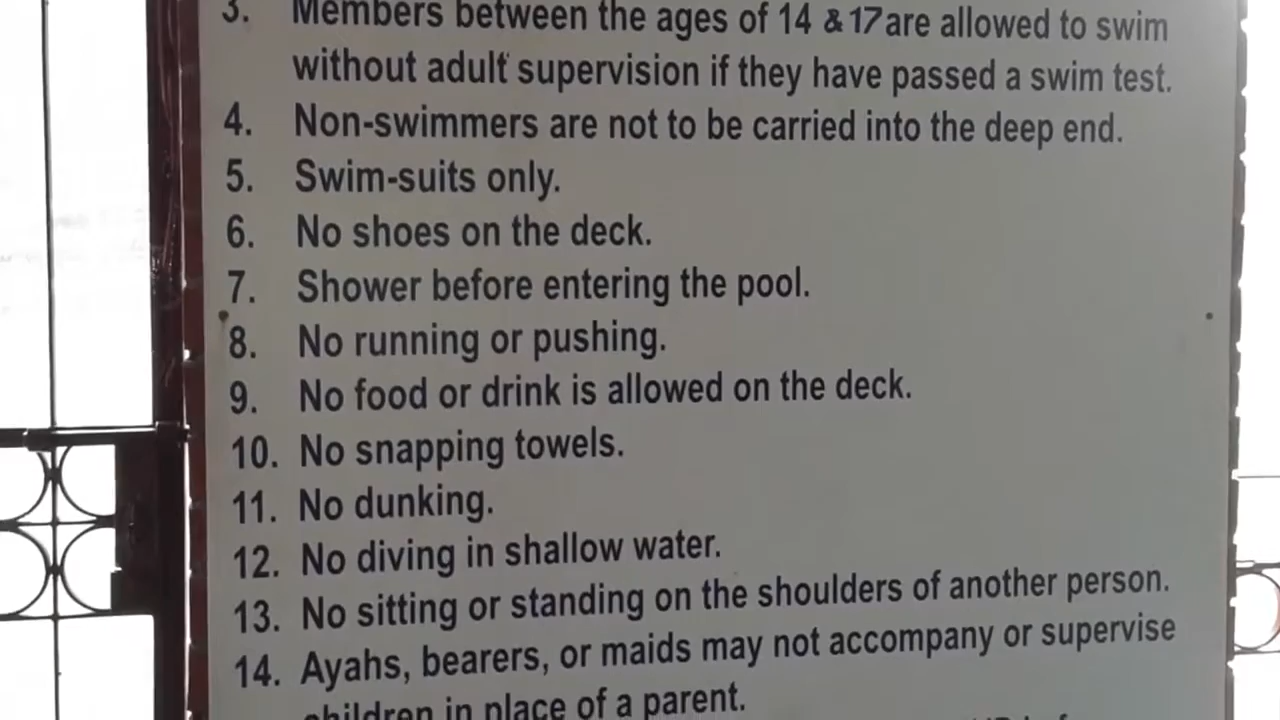 3. Members between the ages of 14 & 17 are allowed to swim
without adult supervision if they have passed a swim test.
4. Non-swimmers are not to be carried into the deep end.
5. Swim-suits only.
6. No shoes on the deck.
7. Shower before entering the pool.
8. No running or pushing.
9. No food or drink is allowed on the deck.
10. No snapping towels.
11. No dunking.
12. No diving in shallow water.
13. No sitting or standing on the shoulders of another person.
14. Ayahs, bearers, or maids may not accompany or supervise
children in place of a parent.